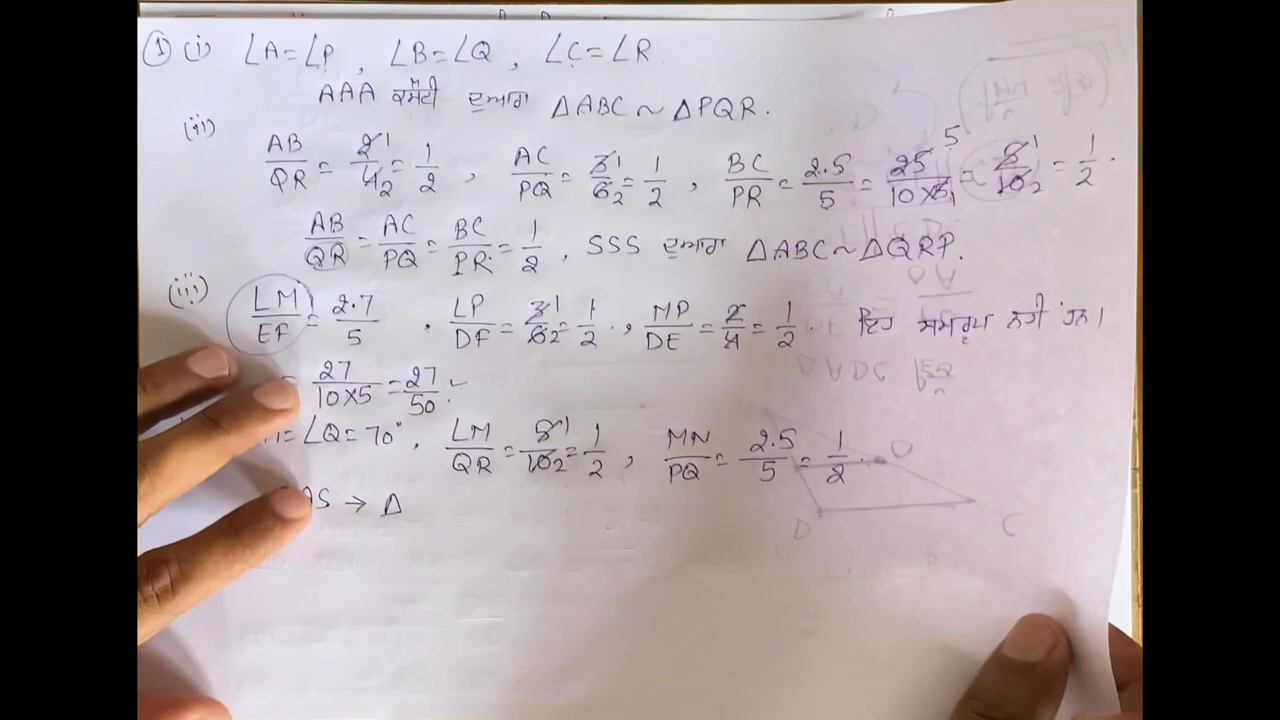 ① (i) ∠A=∠P, ∠B=∠Q, ∠C=∠R.
AAA ਕਸੌਟੀ ਦੁਆਰਾ ΔABC ~ ΔPQR.
(ii) AB/QR = 2/4 = 1/2, AC/PQ = 3/6 = 1/2, BC/PR = 2.5/5 = 25/10×5 = 5/10 = 1/2.
AB/QR = AC/PQ = BC/PR = 1/2, SSS ਦੁਆਰਾ ΔABC ~ ΔQRP.
(iii) LM/EF = 2.7/5, LP/DF = 3/6 = 1/2, MP/DE = 2/4 = 1/2. ਇਹ ਸਮਰੂਪ ਨਹੀਂ ਹਨ।
= 27/10×5 = 27/50
= ∠Q = 70°, LM/QR = 5/10 = 1/2, MN/PQ = 2.5/5 = 1/2.
AS → Δ